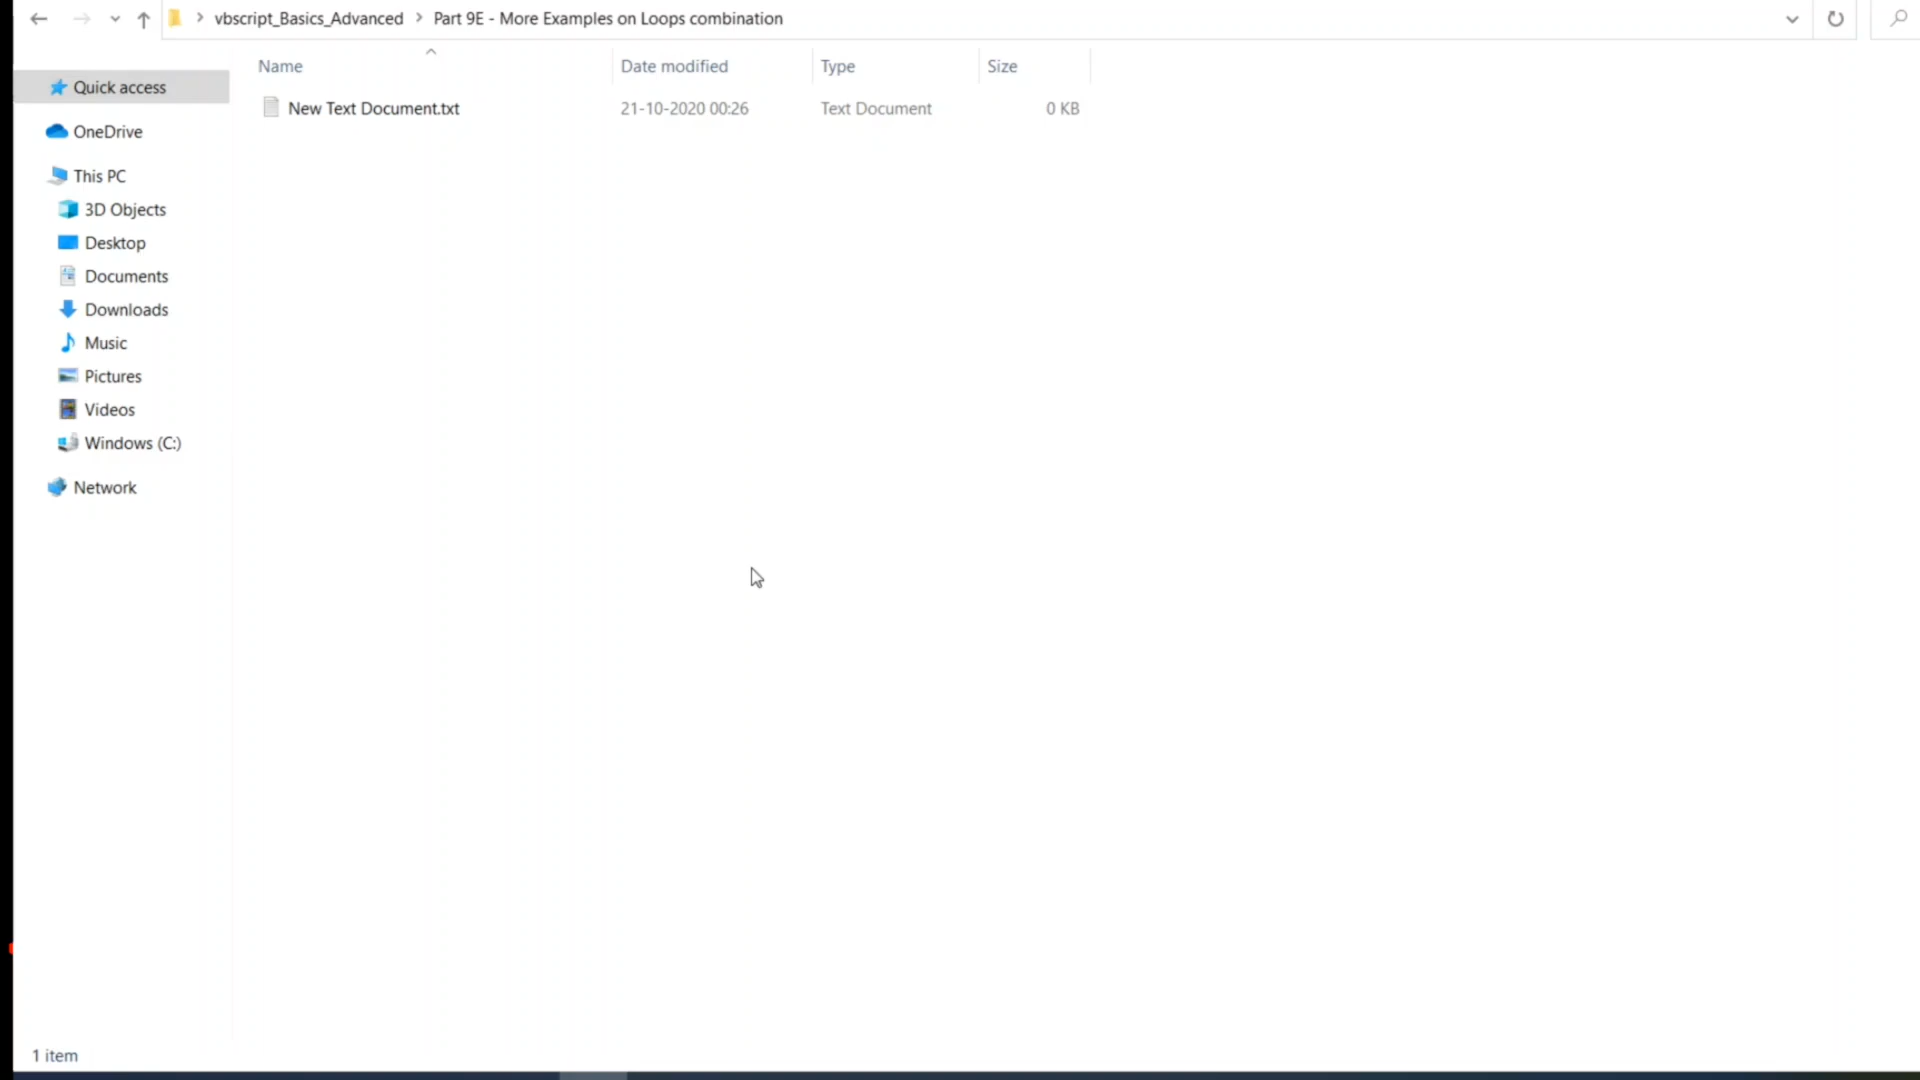 vbscript_Basics_Advanced > Part 9E - More Examples on Loops combination
Name Date modified Type Size
New Text Document.txt 21-10-2020 00:26 Text Document 0 KB
Quick access
OneDrive
This PC
3D Objects
Desktop
Documents
Downloads
Music
Pictures
Videos
Windows (C:)
Network
1 item